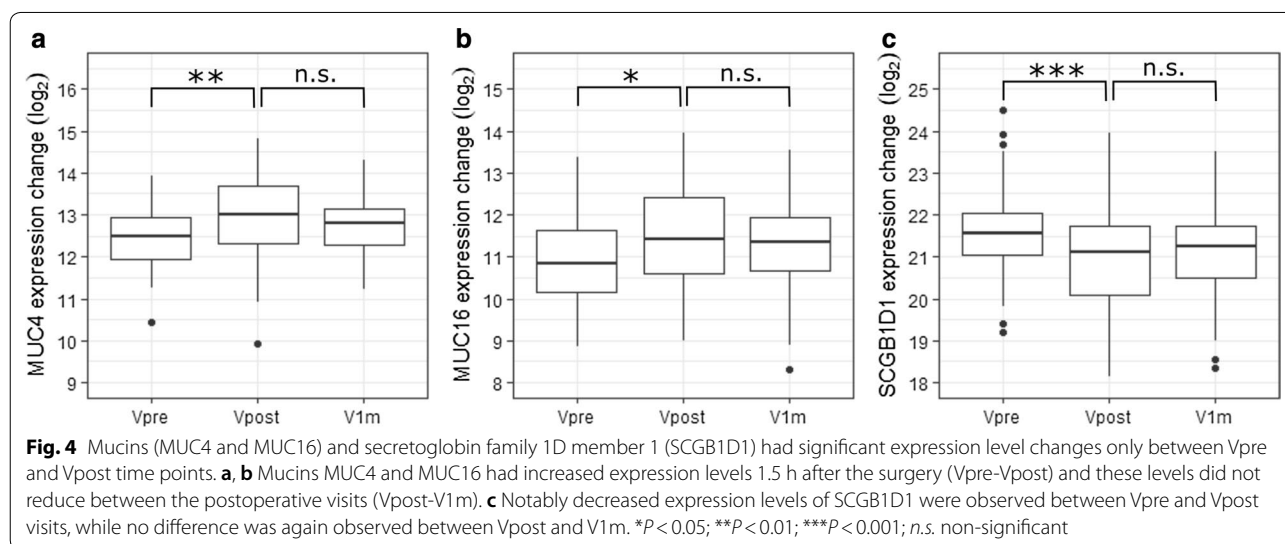 a
MUC4 expression change (log₂)
16
15
14
13
12
11
10
9
** n.s.
Vpre Vpost V1m
b
MUC16 expression change (log₂)
15
14
13
12
11
10
9
8
* n.s.
Vpre Vpost V1m
c
SCGB1D1 expression change (log₂)
25
24
23
22
21
20
19
18
*** n.s.
Vpre Vpost V1m
Fig. 4 Mucins (MUC4 and MUC16) and secretoglobin family 1D member 1 (SCGB1D1) had significant expression level changes only between Vpre
and Vpost time points. a, b Mucins MUC4 and MUC16 had increased expression levels 1.5 h after the surgery (Vpre-Vpost) and these levels did not
reduce between the postoperative visits (Vpost-V1m). c Notably decreased expression levels of SCGB1D1 were observed between Vpre and Vpost
visits, while no difference was again observed between Vpost and V1m. *P < 0.05; **P < 0.01; ***P < 0.001; n.s. non-significant